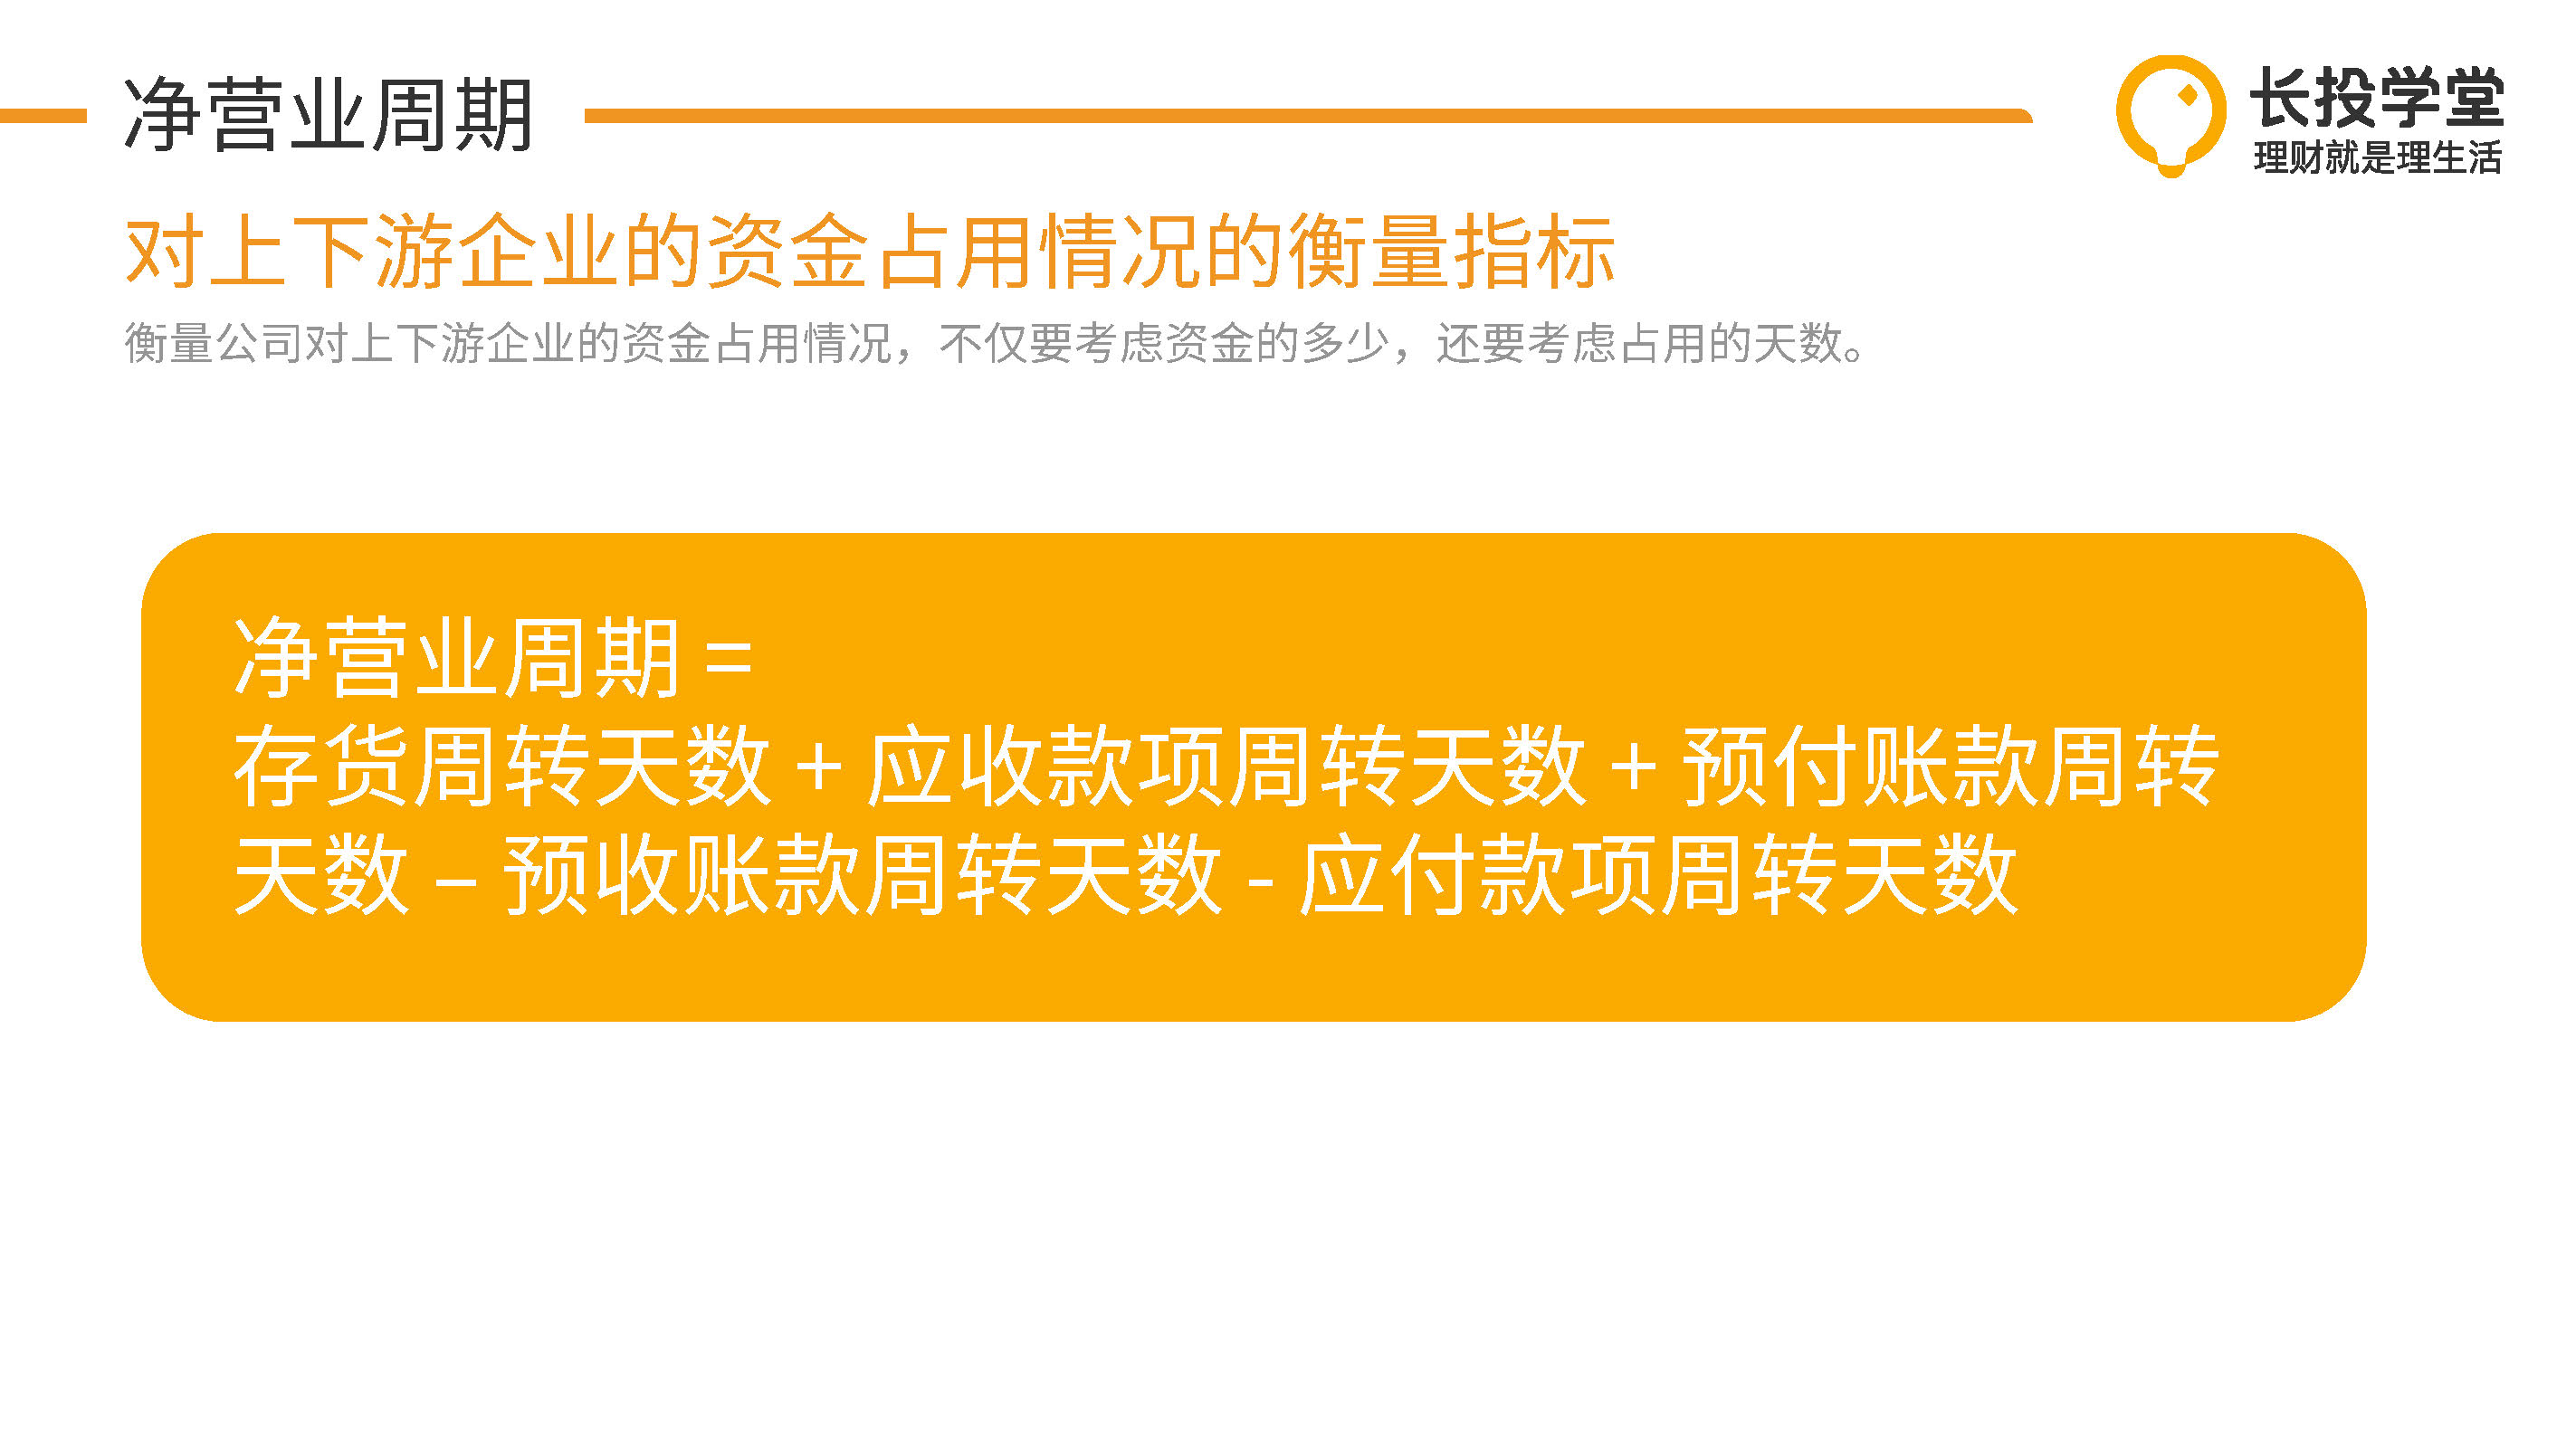 净营业周期
长投学堂
理财就是理生活
对上下游企业的资金占用情况的衡量指标
衡量公司对上下游企业的资金占用情况，不仅要考虑资金的多少，还要考虑占用的天数。
净营业周期 =
存货周转天数 + 应收款项周转天数 + 预付账款周转
天数 – 预收账款周转天数 - 应付款项周转天数